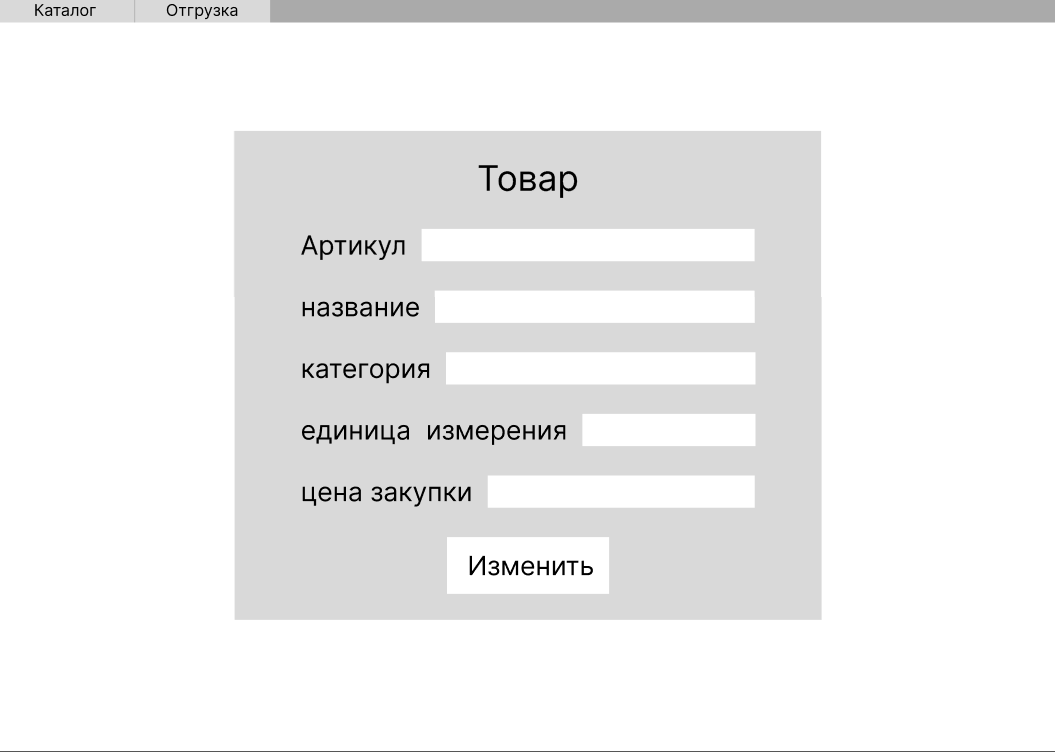 Каталог Отгрузка
Товар
Артикул
название
категория
единица измерения
цена закупки
Изменить